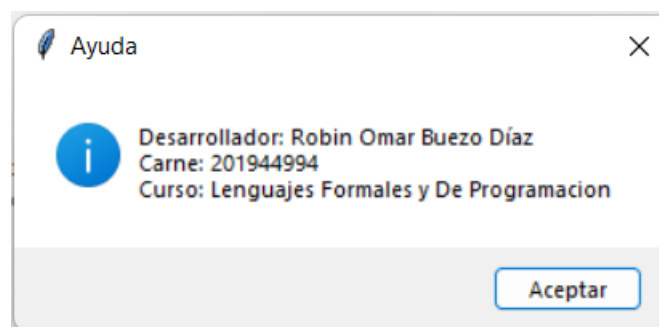 Ayuda
Desarrollador: Robin Omar Buezo Díaz
Carne: 201944994
Curso: Lenguajes Formales y De Programacion
Aceptar